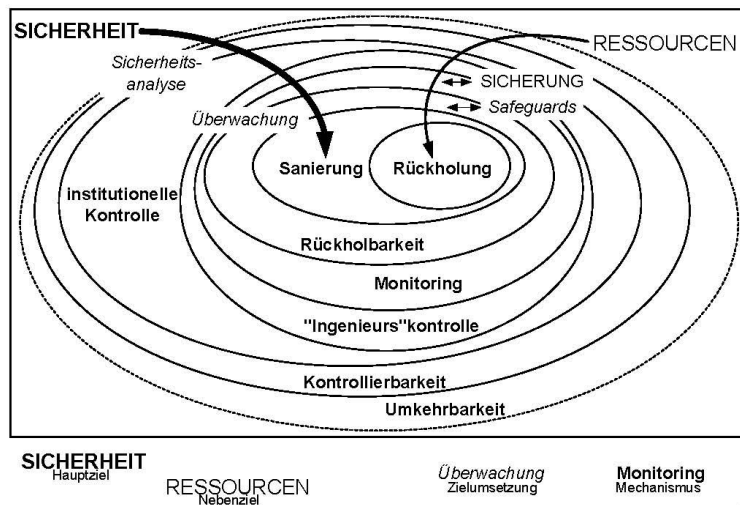 SICHERHEIT
RESSOURCEN
Sicherheits-
analyse
SICHERUNG
Safeguards
Überwachung
Sanierung
Rückholung
institutionelle
Kontrolle
Rückholbarkeit
Monitoring
"Ingenieurs"kontrolle
Kontrollierbarkeit
Umkehrbarkeit
SICHERHEIT
Hauptziel
RESSOURCEN
Nebenziel
Überwachung
Zielumsetzung
Monitoring
Mechanismus